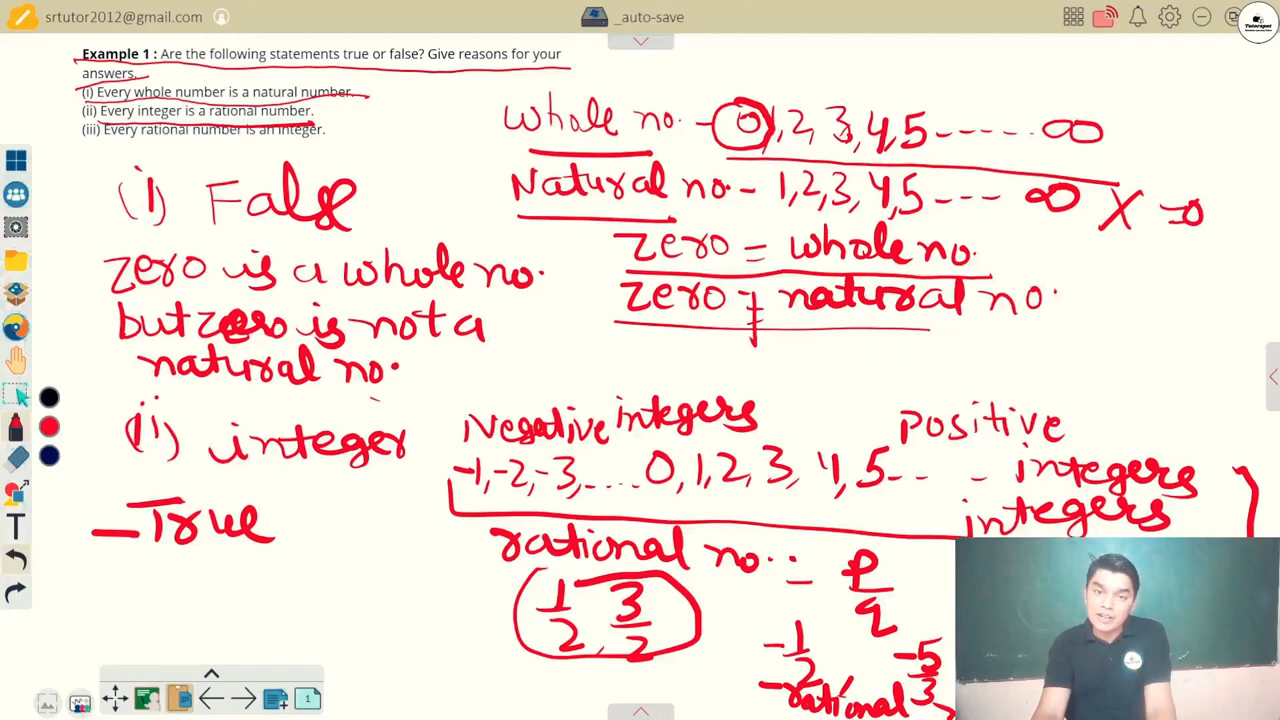 srtutor2012@gmail.com
_auto-save
Tutorspot
Example 1 : Are the following statements true or false? Give reasons for your
answers.
(i) Every whole number is a natural number.
(ii) Every integer is a rational number.
(iii) Every rational number is an integer.
whole no. - 0,1,2,3,4,5------∞
Natural no - 1,2,3,4,5---- ∞ X =0
zero = whole no.
zero ≠ natural no.
(i) False
zero is a whole no.
but zero is not a
natural no.
(ii) integer
- True
Negative integers
Positive
integers
-1,-2,-3,....0,1,2,3,4,5-- -
integers
rational no. = p/q
1/2, 3/2
-1/2 -5/3
-rational
T
1